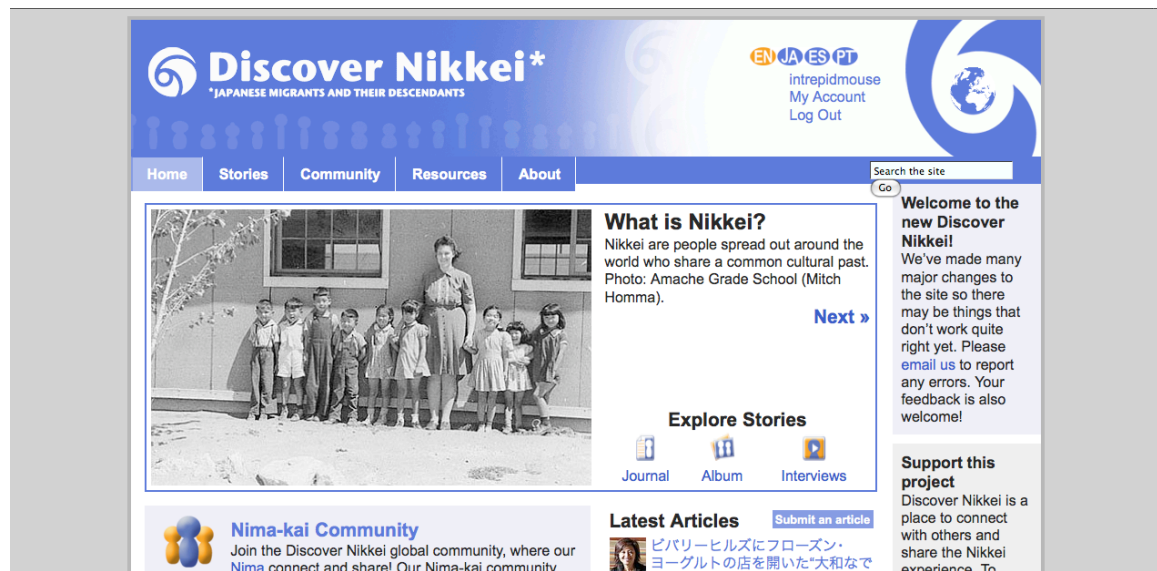 Discover Nikkei*
*JAPANESE MIGRANTS AND THEIR DESCENDANTS
EN JA ES PT
intrepidmouse
My Account
Log Out
Home Stories Community Resources About
Search the site
Go
What is Nikkei?
Nikkei are people spread out around the
world who share a common cultural past.
Photo: Amache Grade School (Mitch
Homma).
Next »
Explore Stories
Journal Album Interviews
Welcome to the
new Discover
Nikkei!
We've made many
major changes to
the site so there
may be things that
don't work quite
right yet. Please
email us to report
any errors. Your
feedback is also
welcome!
Support this
project
Discover Nikkei is a
place to connect
with others and
share the Nikkei
experience. To
Nima-kai Community
Join the Discover Nikkei global community, where our
Nima connect and share! Our Nima-kai community
Latest Articles
Submit an article
ビバリーヒルズにフローズン・
ヨーグルトの店を開いた“大和なで